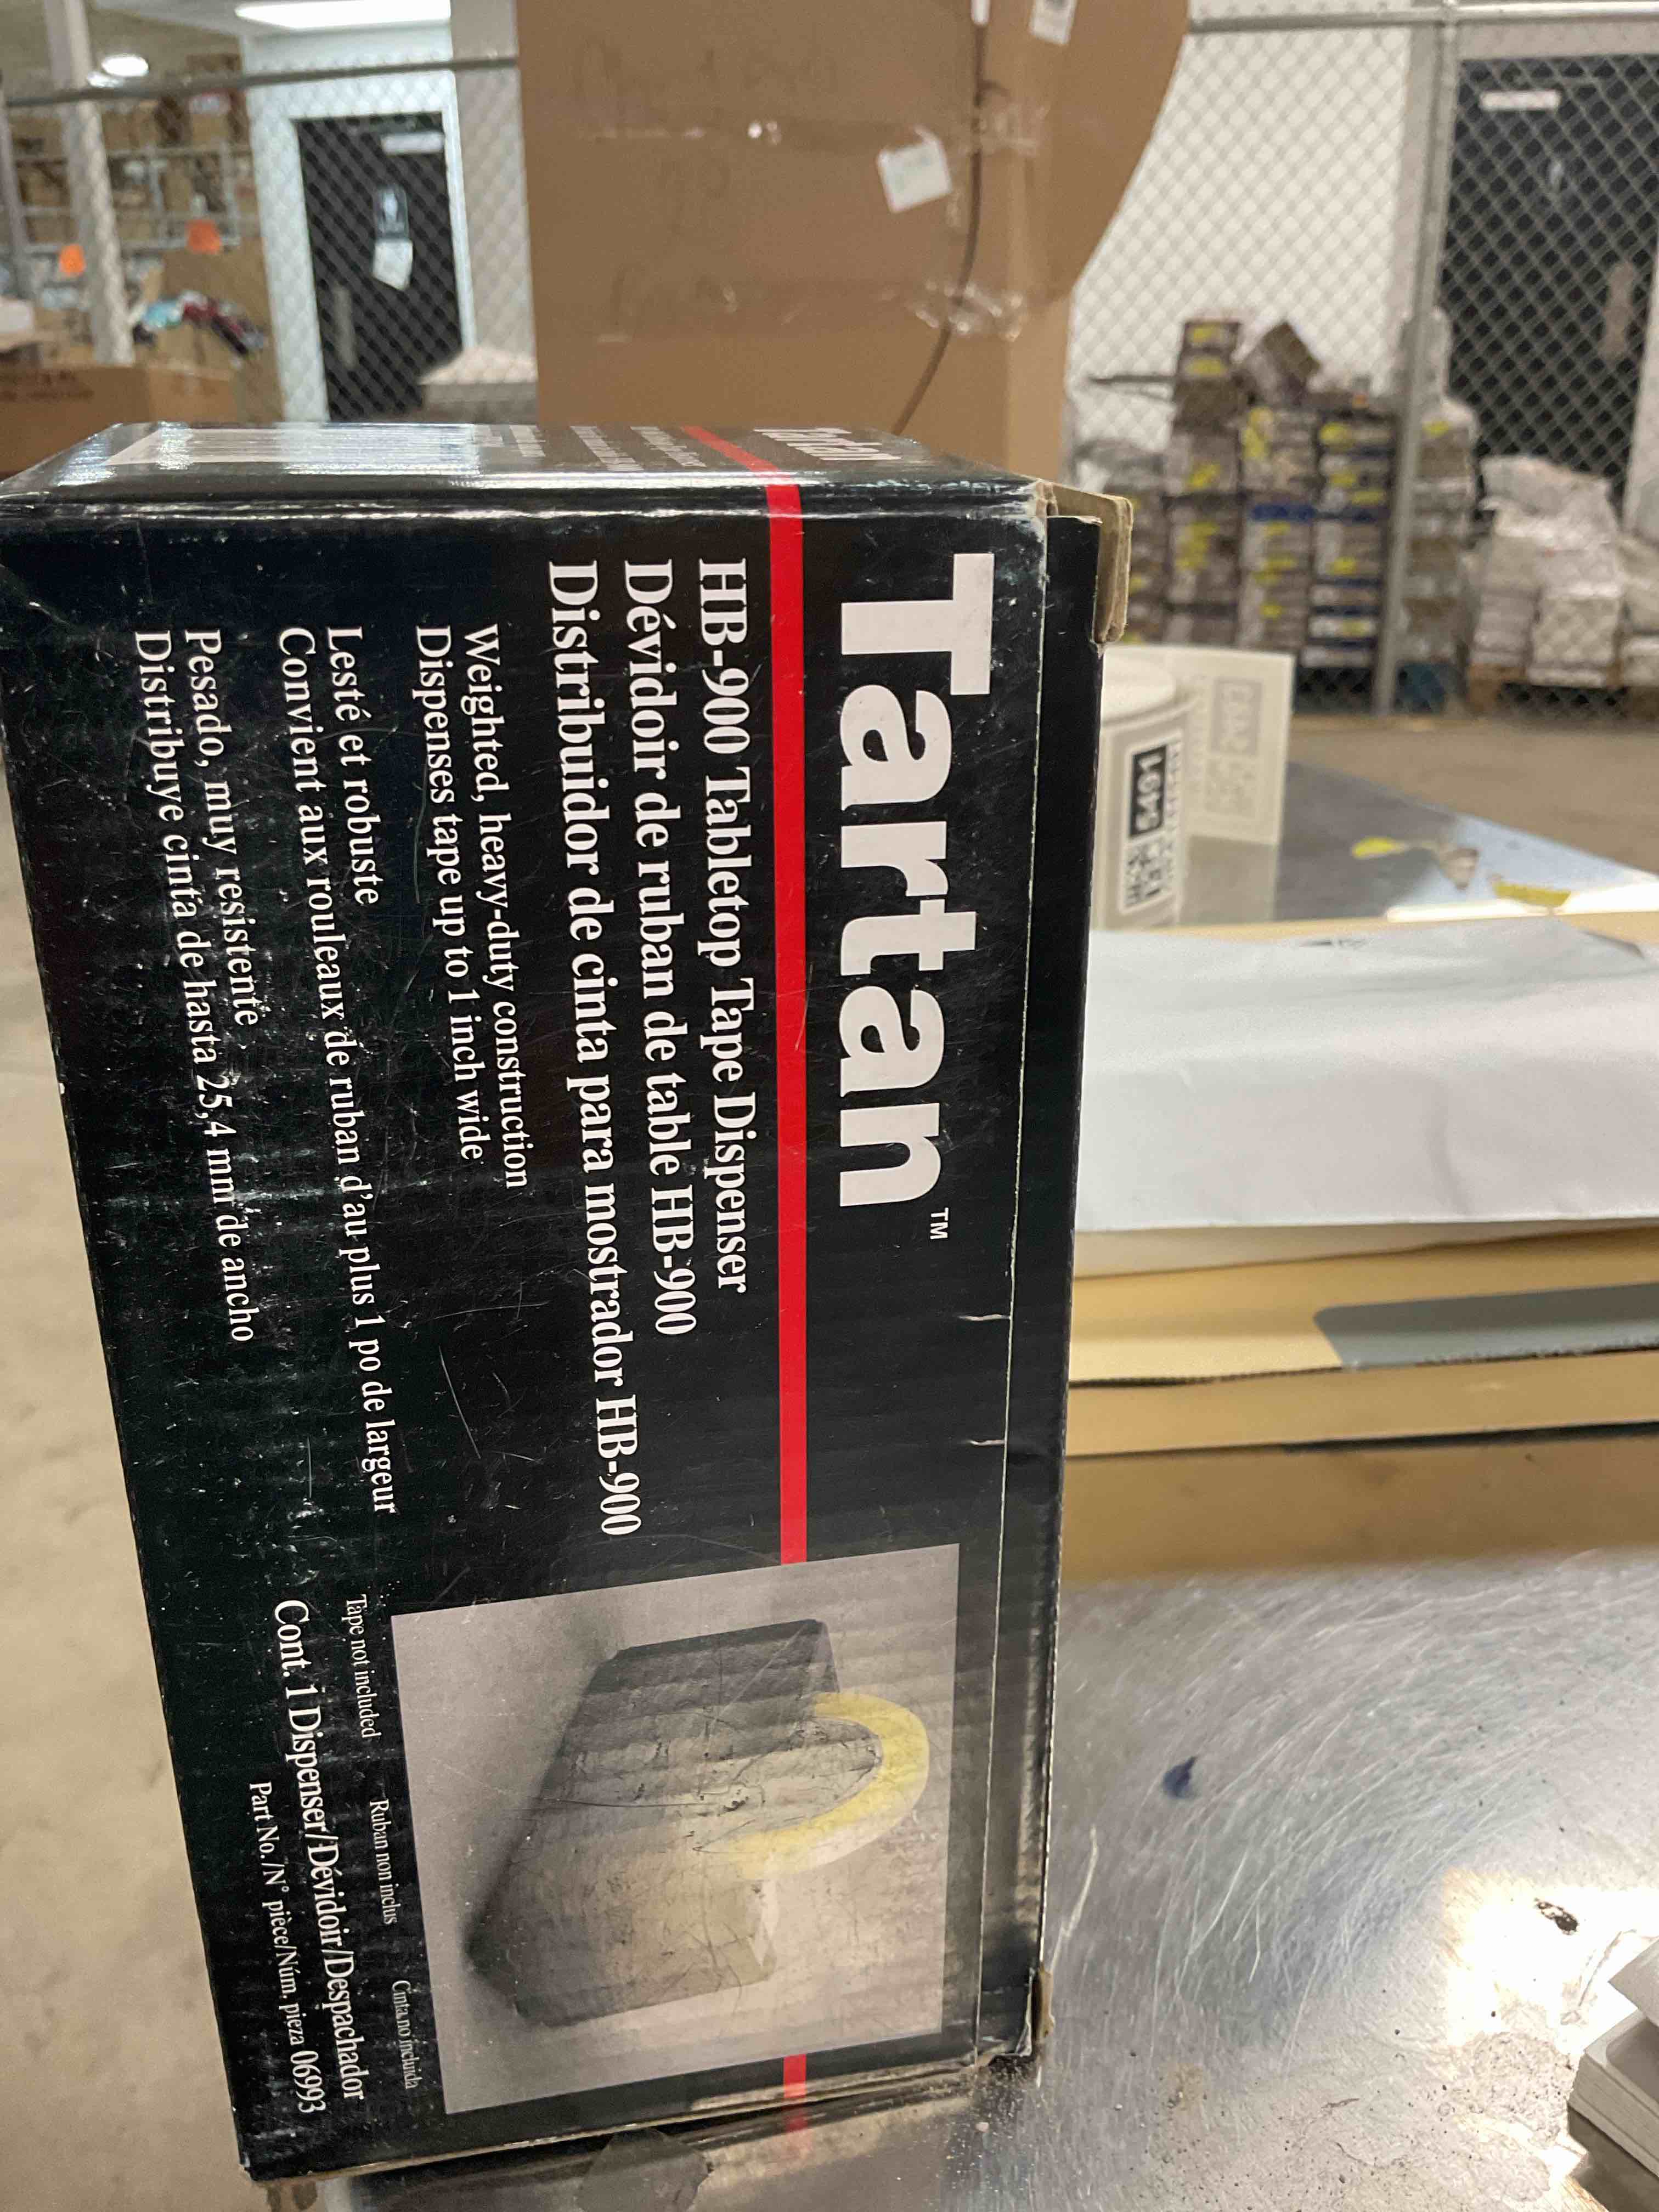 Tartan™
HB-900 Tabletop Tape Dispenser
Dévidoir de ruban de table HB-900
Distribuidor de cinta para mostrador HB-900
Weighted, heavy-duty construction
Dispenses tape up to 1 inch wide
Lesté et robuste
Convient aux rouleaux de ruban d'au plus 1 po de largeur
Pesado, muy resistente
Distribuye cinta de hasta 25,4 mm de ancho
Tape not included Ruban non inclus Cinta no incluida
Cont. 1 Dispenser/Dévidoir/Despachador
Part No./N° pièce/Núm. pieza 06993
Tartan